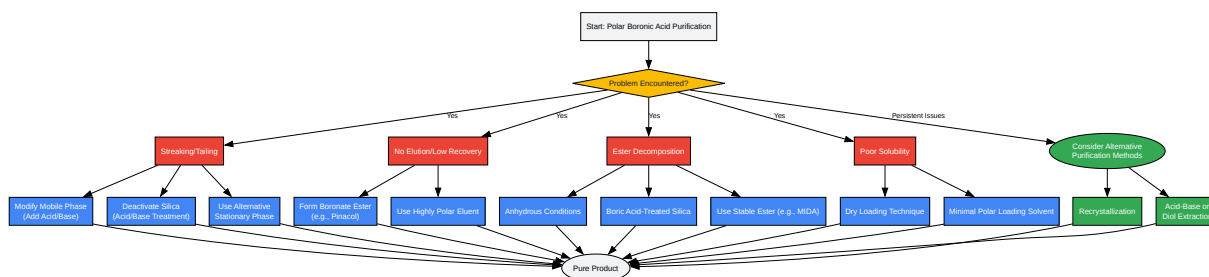 Start: Polar Boronic Acid Purification
Problem Encountered?
Yes
Yes
Yes
Yes
Persistent Issues
Streaking/Tailing
No Elution/Low Recovery
Ester Decomposition
Poor Solubility
Consider Alternative
Purification Methods
Modify Mobile Phase
(Add Acid/Base)
Deactivate Silica
(Acid/Base Treatment)
Use Alternative
Stationary Phase
Form Boronate Ester
(e.g., Pinacol)
Use Highly Polar Eluent
Anhydrous Conditions
Boric Acid-Treated Silica
Use Stable Ester (e.g., MIDA)
Dry Loading Technique
Minimal Polar Loading Solvent
Recrystallization
Acid-Base or
Diol Extraction
Pure Product